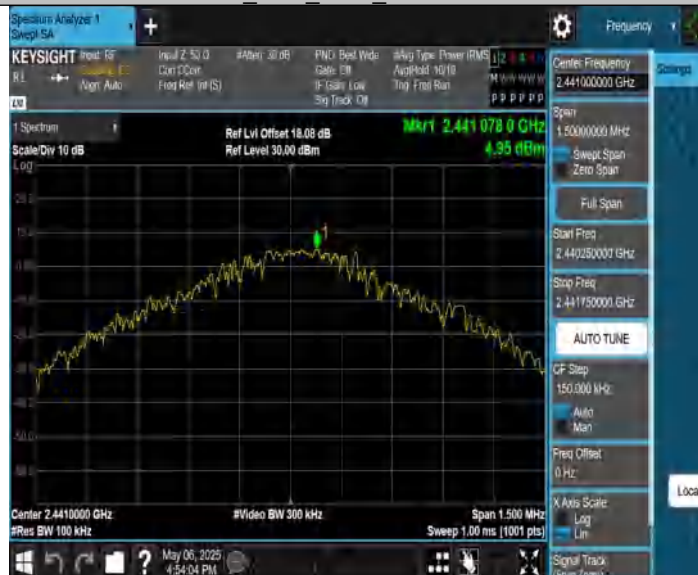 Spectrum Analyzer 1
Swept SA
+
Frequency
KEYSIGHT
Input: RF
Align: Auto
Input Z: 50 Ω
Corr CCorr
Freq Ref: Int (S)
#Atten: 30 dB
PNO: Best Wide
Gate: Off
IF Gain: Low
Sig Track: Off
#Avg Type: Power (RMS
Avg|Hold: 10/10
Trig: Free Run
P P P P P P
LXI
1 Spectrum
Scale/Div 10 dB
Log
Ref Lvl Offset 18.08 dB
Ref Level 30.00 dBm
Mkr1 2.441 078 0 GHz
4.95 dBm
1
Center 2.4410000 GHz
#Res BW 100 kHz
#Video BW 300 kHz
Span 1.500 MHz
Sweep 1.00 ms (1001 pts)
May 06, 2025
4:54:04 PM
?
Center Frequency
2.441000000 GHz
Settings
Span
1.50000000 MHz
Swept Span
Zero Span
Full Span
Start Freq
2.440250000 GHz
Stop Freq
2.441750000 GHz
AUTO TUNE
CF Step
150.000 kHz
Auto
Man
Freq Offset
0 Hz
X Axis Scale
Log
Lin
Signal Track
Loca